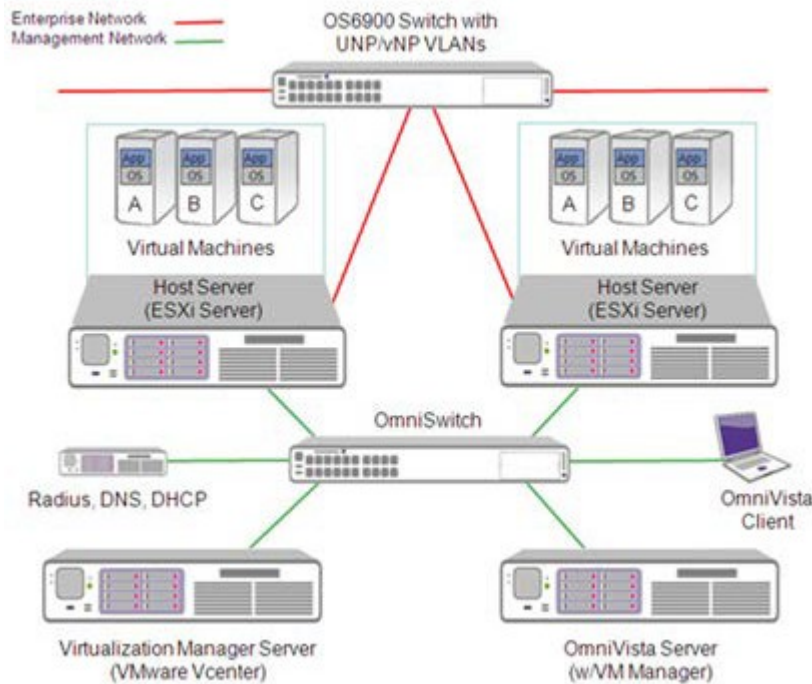 Enterprise Network
Management Network
OS6900 Switch with
UNP/vNP VLANs
App
OS
A
App
OS
B
App
OS
C
Virtual Machines
Host Server
(ESXi Server)
App
OS
A
App
OS
B
App
OS
C
Virtual Machines
Host Server
(ESXi Server)
OmniSwitch
Radius, DNS, DHCP
OmniVista
Client
Virtualization Manager Server
(VMware Vcenter)
OmniVista Server
(w/VM Manager)